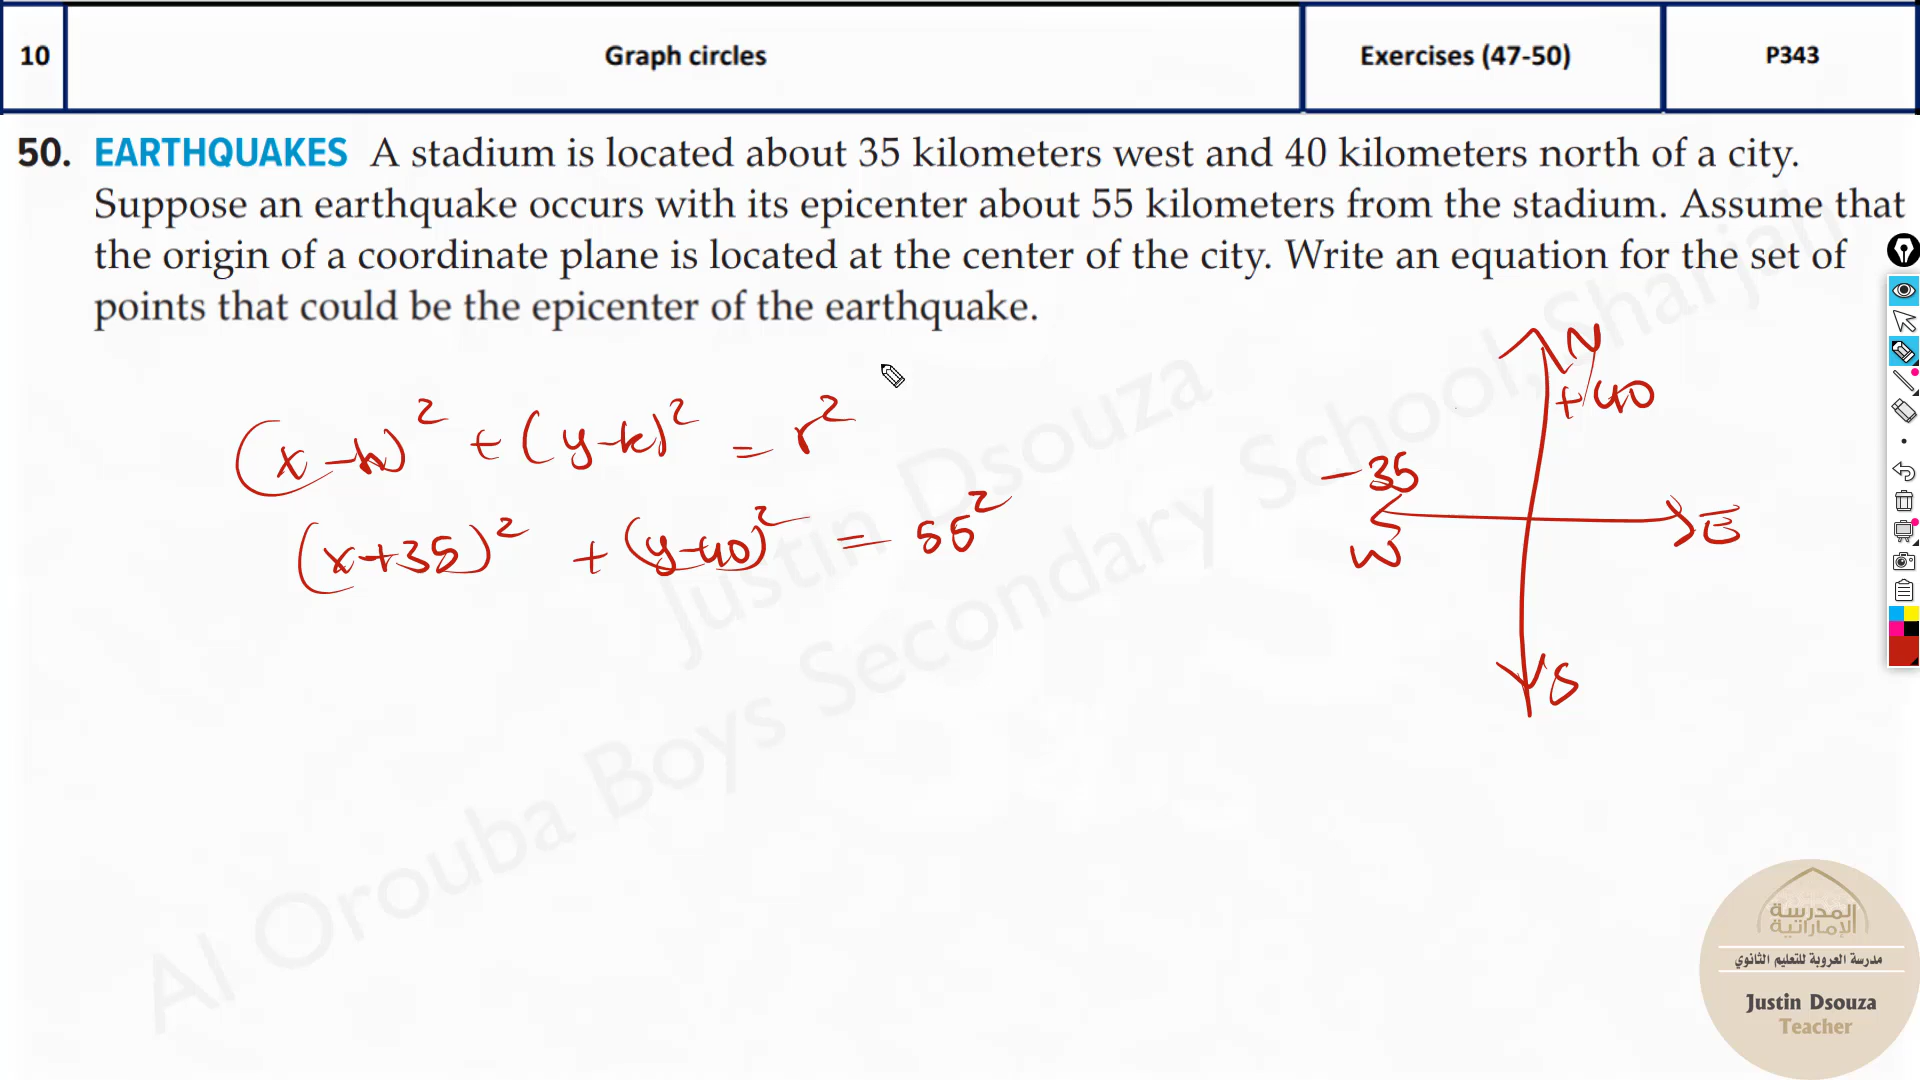 10 Graph circles Exercises (47-50) P343
50. EARTHQUAKES A stadium is located about 35 kilometers west and 40 kilometers north of a city.
Suppose an earthquake occurs with its epicenter about 55 kilometers from the stadium. Assume that
the origin of a coordinate plane is located at the center of the city. Write an equation for the set of
points that could be the epicenter of the earthquake.
(x-h)² + (y-k)² = r²
(x+35)² + (y-40)² = 55²
N
+40
-35
W
E
S
Justin Dsouza
Al Orouba Boys Secondary School, Sharjah
المدرسة
الإماراتية
مدرسة العروبة للتعليم الثانوي
Justin Dsouza
Teacher